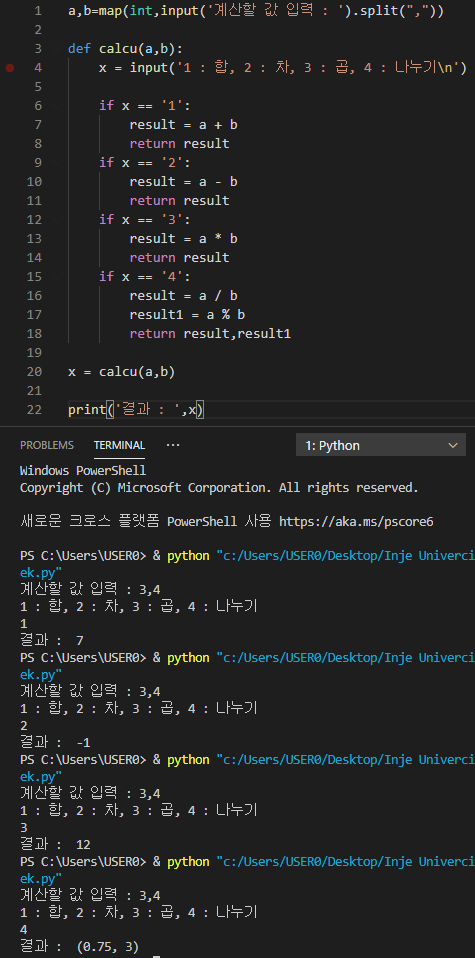 1 a,b=map(int,input('계산할 값 입력 : ').split(","))
2
3 def calcu(a,b):
4     x = input('1 : 합, 2 : 차, 3 : 곱, 4 : 나누기\n')
5
6     if x == '1':
7         result = a + b
8         return result
9     if x == '2':
10         result = a - b
11         return result
12     if x == '3':
13         result = a * b
14         return result
15     if x == '4':
16         result = a / b
17         result1 = a % b
18         return result,result1
19
20 x = calcu(a,b)
21
22 print('결과 : ',x)
PROBLEMS TERMINAL ··· 1: Python
Windows PowerShell
Copyright (C) Microsoft Corporation. All rights reserved.
새로운 크로스 플랫폼 PowerShell 사용 https://aka.ms/pscore6
PS C:\Users\USER0> & python "c:/Users/USER0/Desktop/Inje Univerci
ek.py"
계산할 값 입력 : 3,4
1 : 합, 2 : 차, 3 : 곱, 4 : 나누기
1
결과 :  7
PS C:\Users\USER0> & python "c:/Users/USER0/Desktop/Inje Univerci
ek.py"
계산할 값 입력 : 3,4
1 : 합, 2 : 차, 3 : 곱, 4 : 나누기
2
결과 :  -1
PS C:\Users\USER0> & python "c:/Users/USER0/Desktop/Inje Univerci
ek.py"
계산할 값 입력 : 3,4
1 : 합, 2 : 차, 3 : 곱, 4 : 나누기
3
결과 :  12
PS C:\Users\USER0> & python "c:/Users/USER0/Desktop/Inje Univerci
ek.py"
계산할 값 입력 : 3,4
1 : 합, 2 : 차, 3 : 곱, 4 : 나누기
4
결과 :  (0.75, 3)